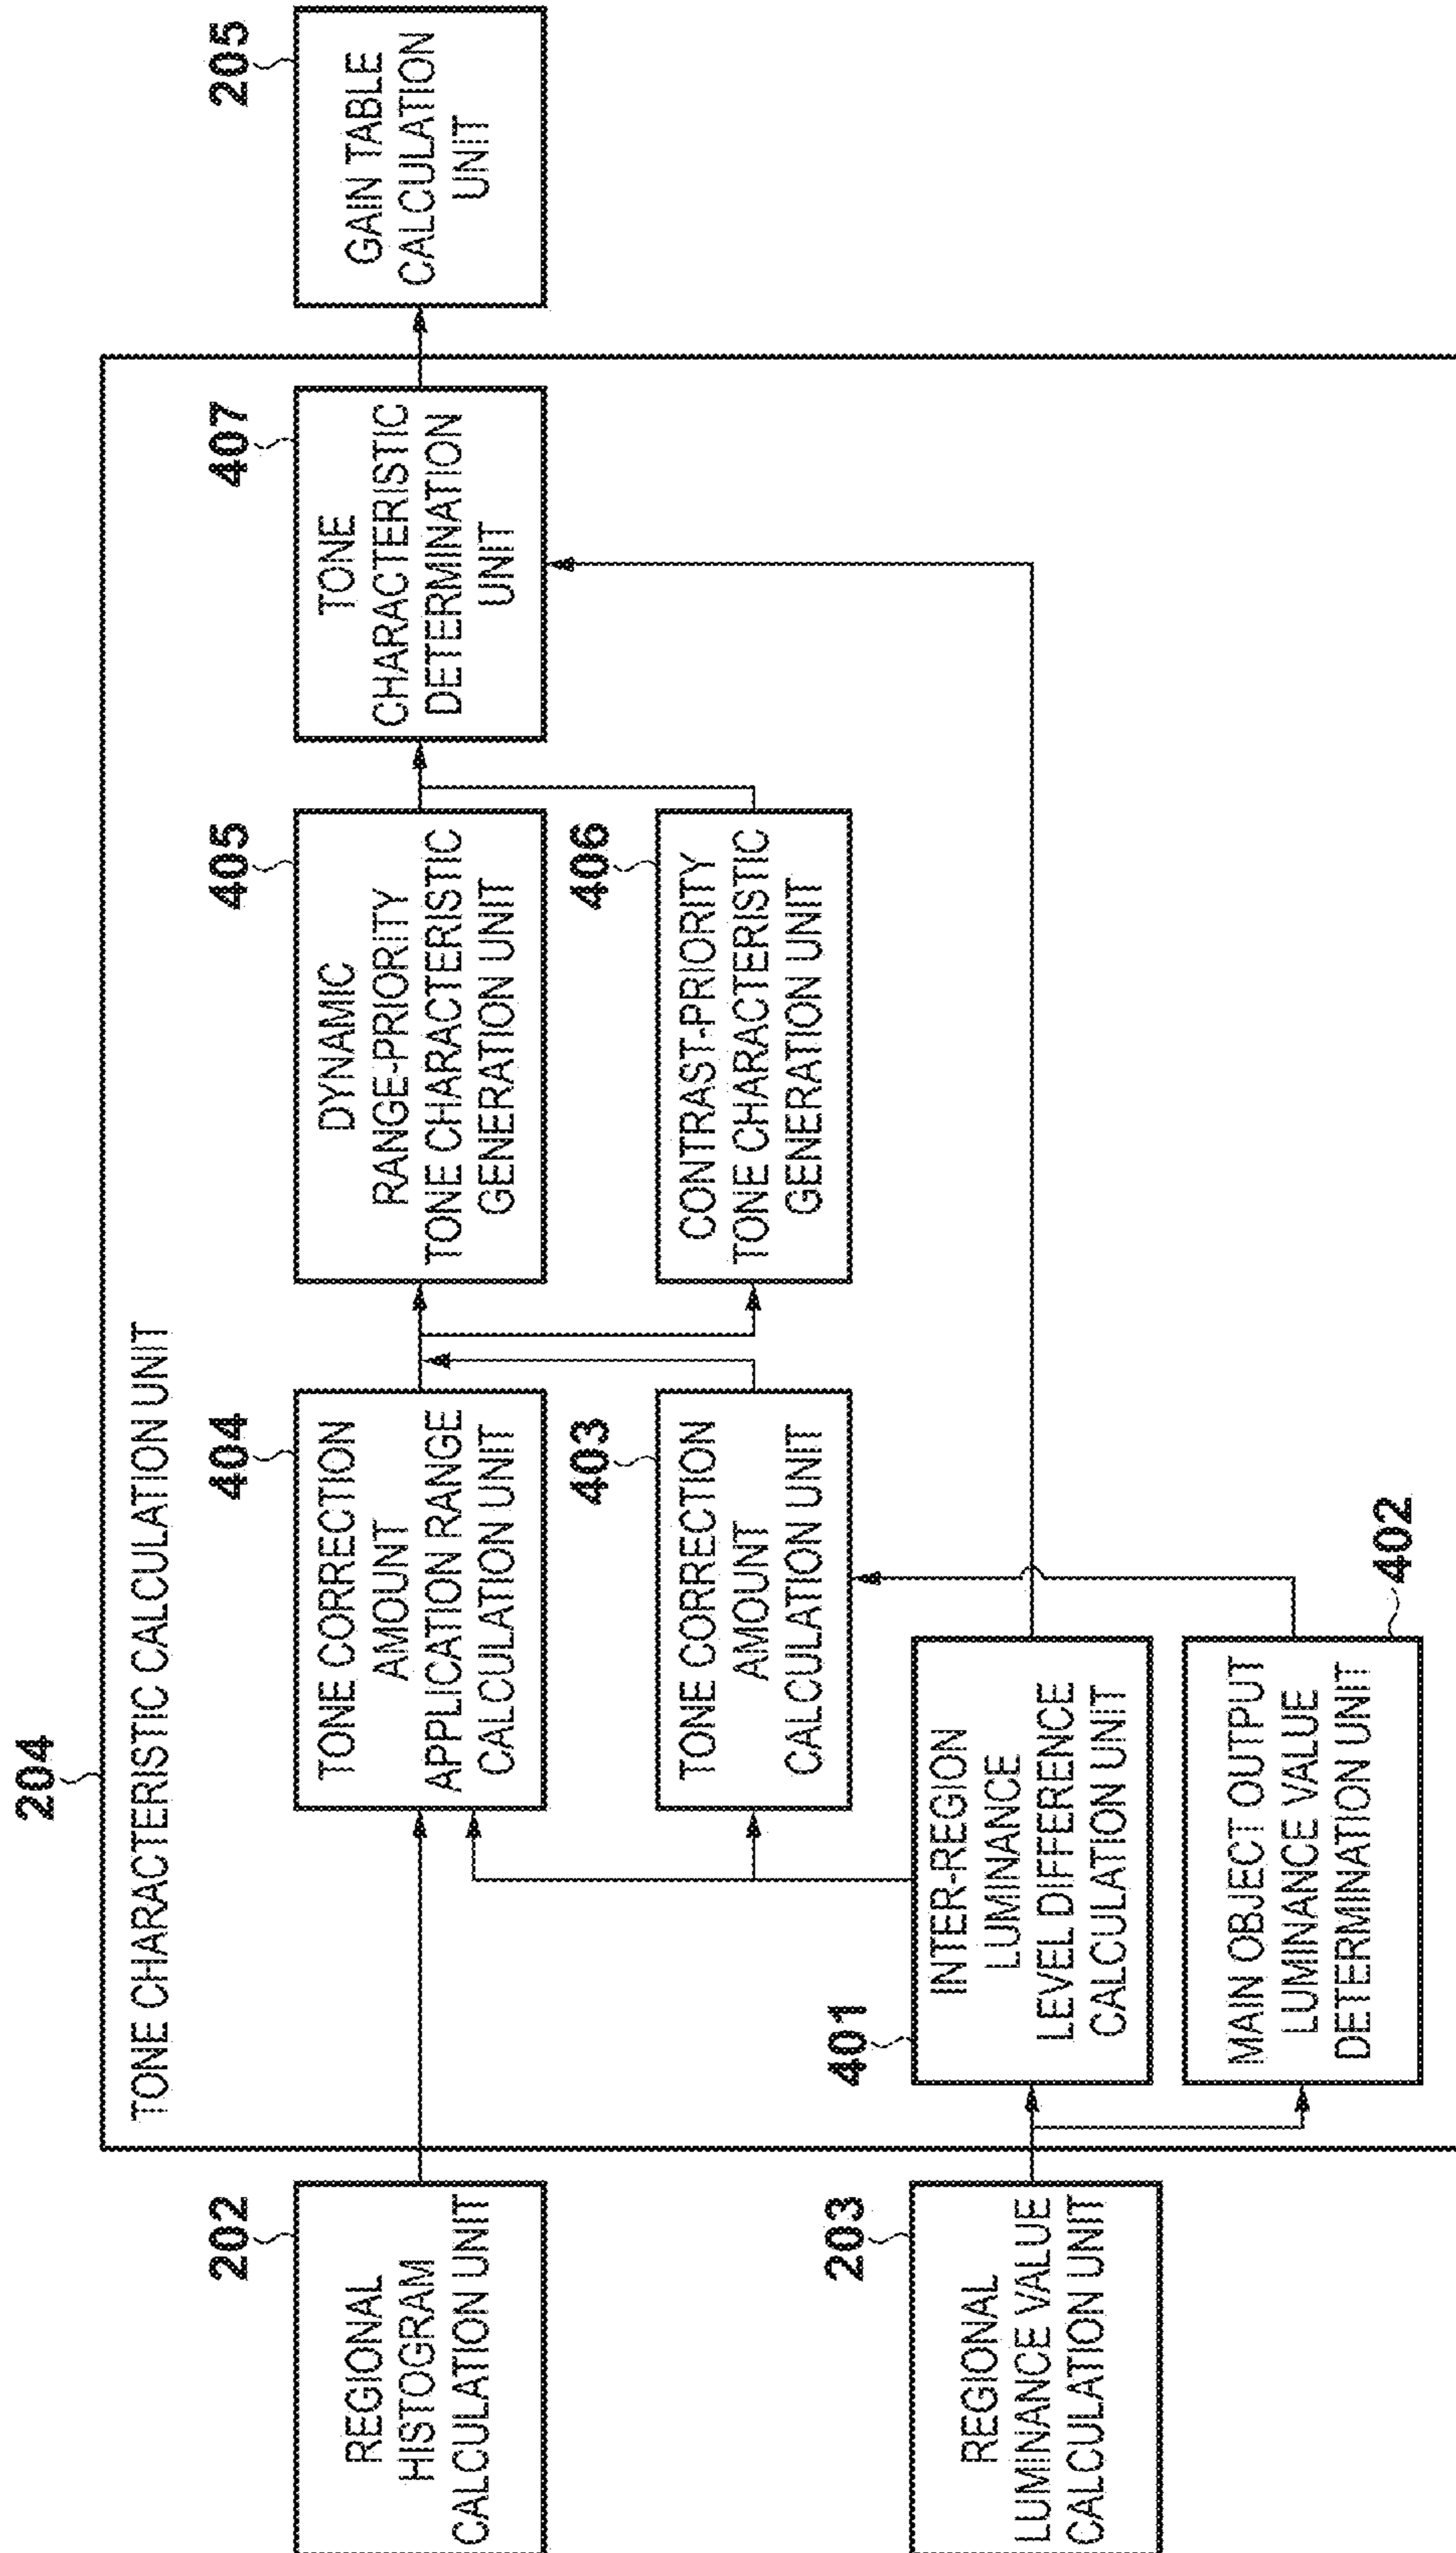 204
TONE CHARACTERISTIC CALCULATION UNIT
202
REGIONAL
HISTOGRAM
CALCULATION UNIT
404
TONE CORRECTION
AMOUNT
APPLICATION RANGE
CALCULATION UNIT
405
DYNAMIC
RANGE-PRIORITY
TONE CHARACTERISTIC
GENERATION UNIT
407
TONE
CHARACTERISTIC
DETERMINATION
UNIT
205
GAIN TABLE
CALCULATION
UNIT
403
TONE CORRECTION
AMOUNT
CALCULATION UNIT
406
CONTRAST-PRIORITY
TONE CHARACTERISTIC
GENERATION UNIT
203
REGIONAL
LUMINANCE VALUE
CALCULATION UNIT
401
INTER-REGION
LUMINANCE
LEVEL DIFFERENCE
CALCULATION UNIT
MAIN OBJECT OUTPUT
LUMINANCE VALUE
DETERMINATION UNIT
402